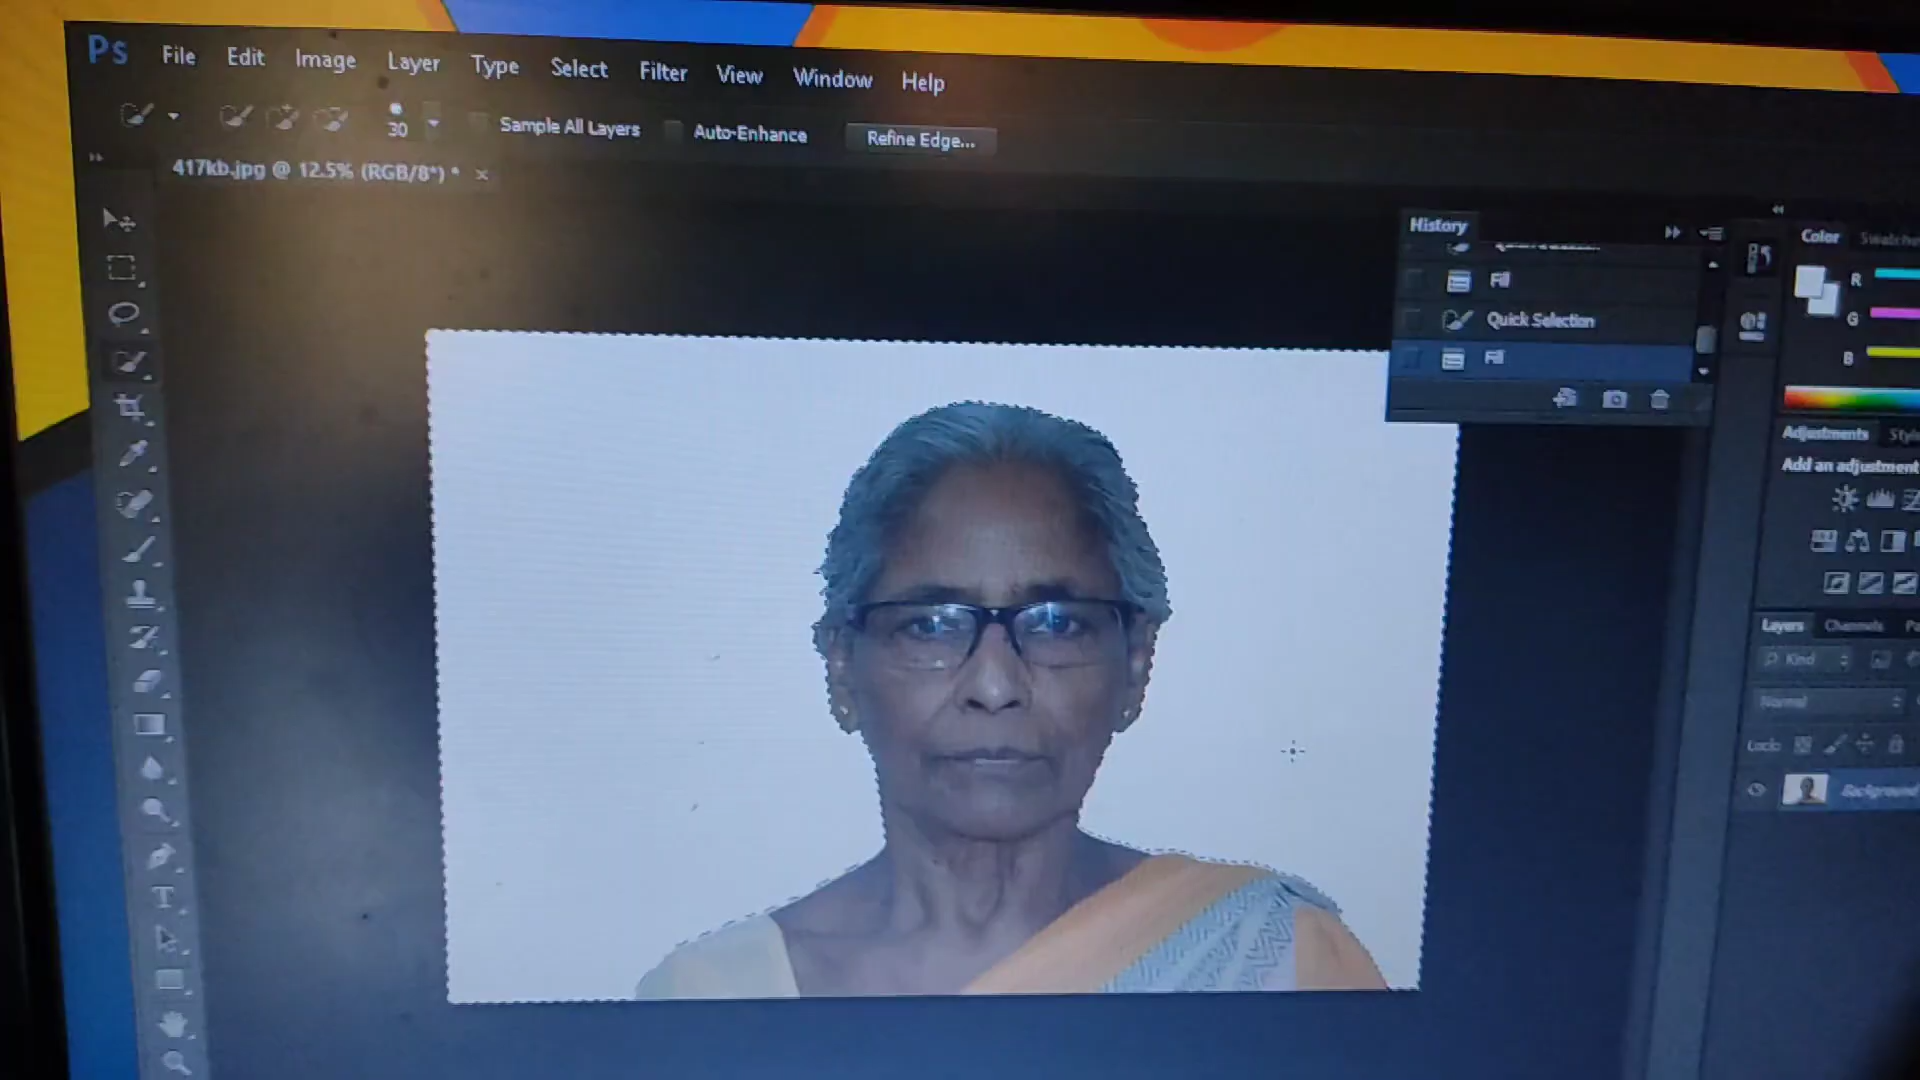 Ps File Edit Image Layer Type Select Filter View Window Help
30 Sample All Layers Auto-Enhance Refine Edge...
417kb.jpg @ 12.5% (RGB/8*) * ×
History
Fill
Quick Selection
Fill
Color
R
G
B
Adjustments
Add an adjustment
Layers Channels
Kind
Normal
Lock:
Background
T